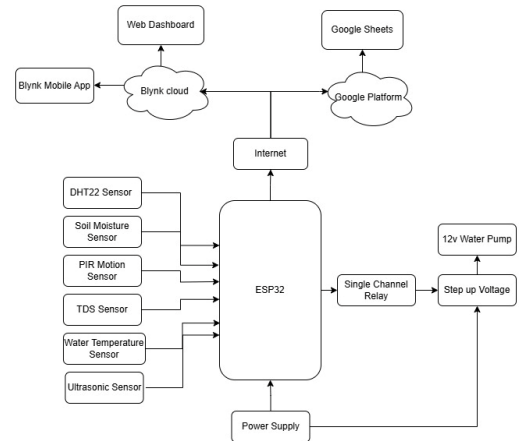 Web Dashboard
Google Sheets
Blynk Mobile App
Blynk cloud
Google Platform
Internet
DHT22 Sensor
Soil Moisture
Sensor
PIR Motion
Sensor
TDS Sensor
Water Temperature
Sensor
Ultrasonic Sensor
ESP32
Single Channel
Relay
12v Water Pump
Step up Voltage
Power Supply